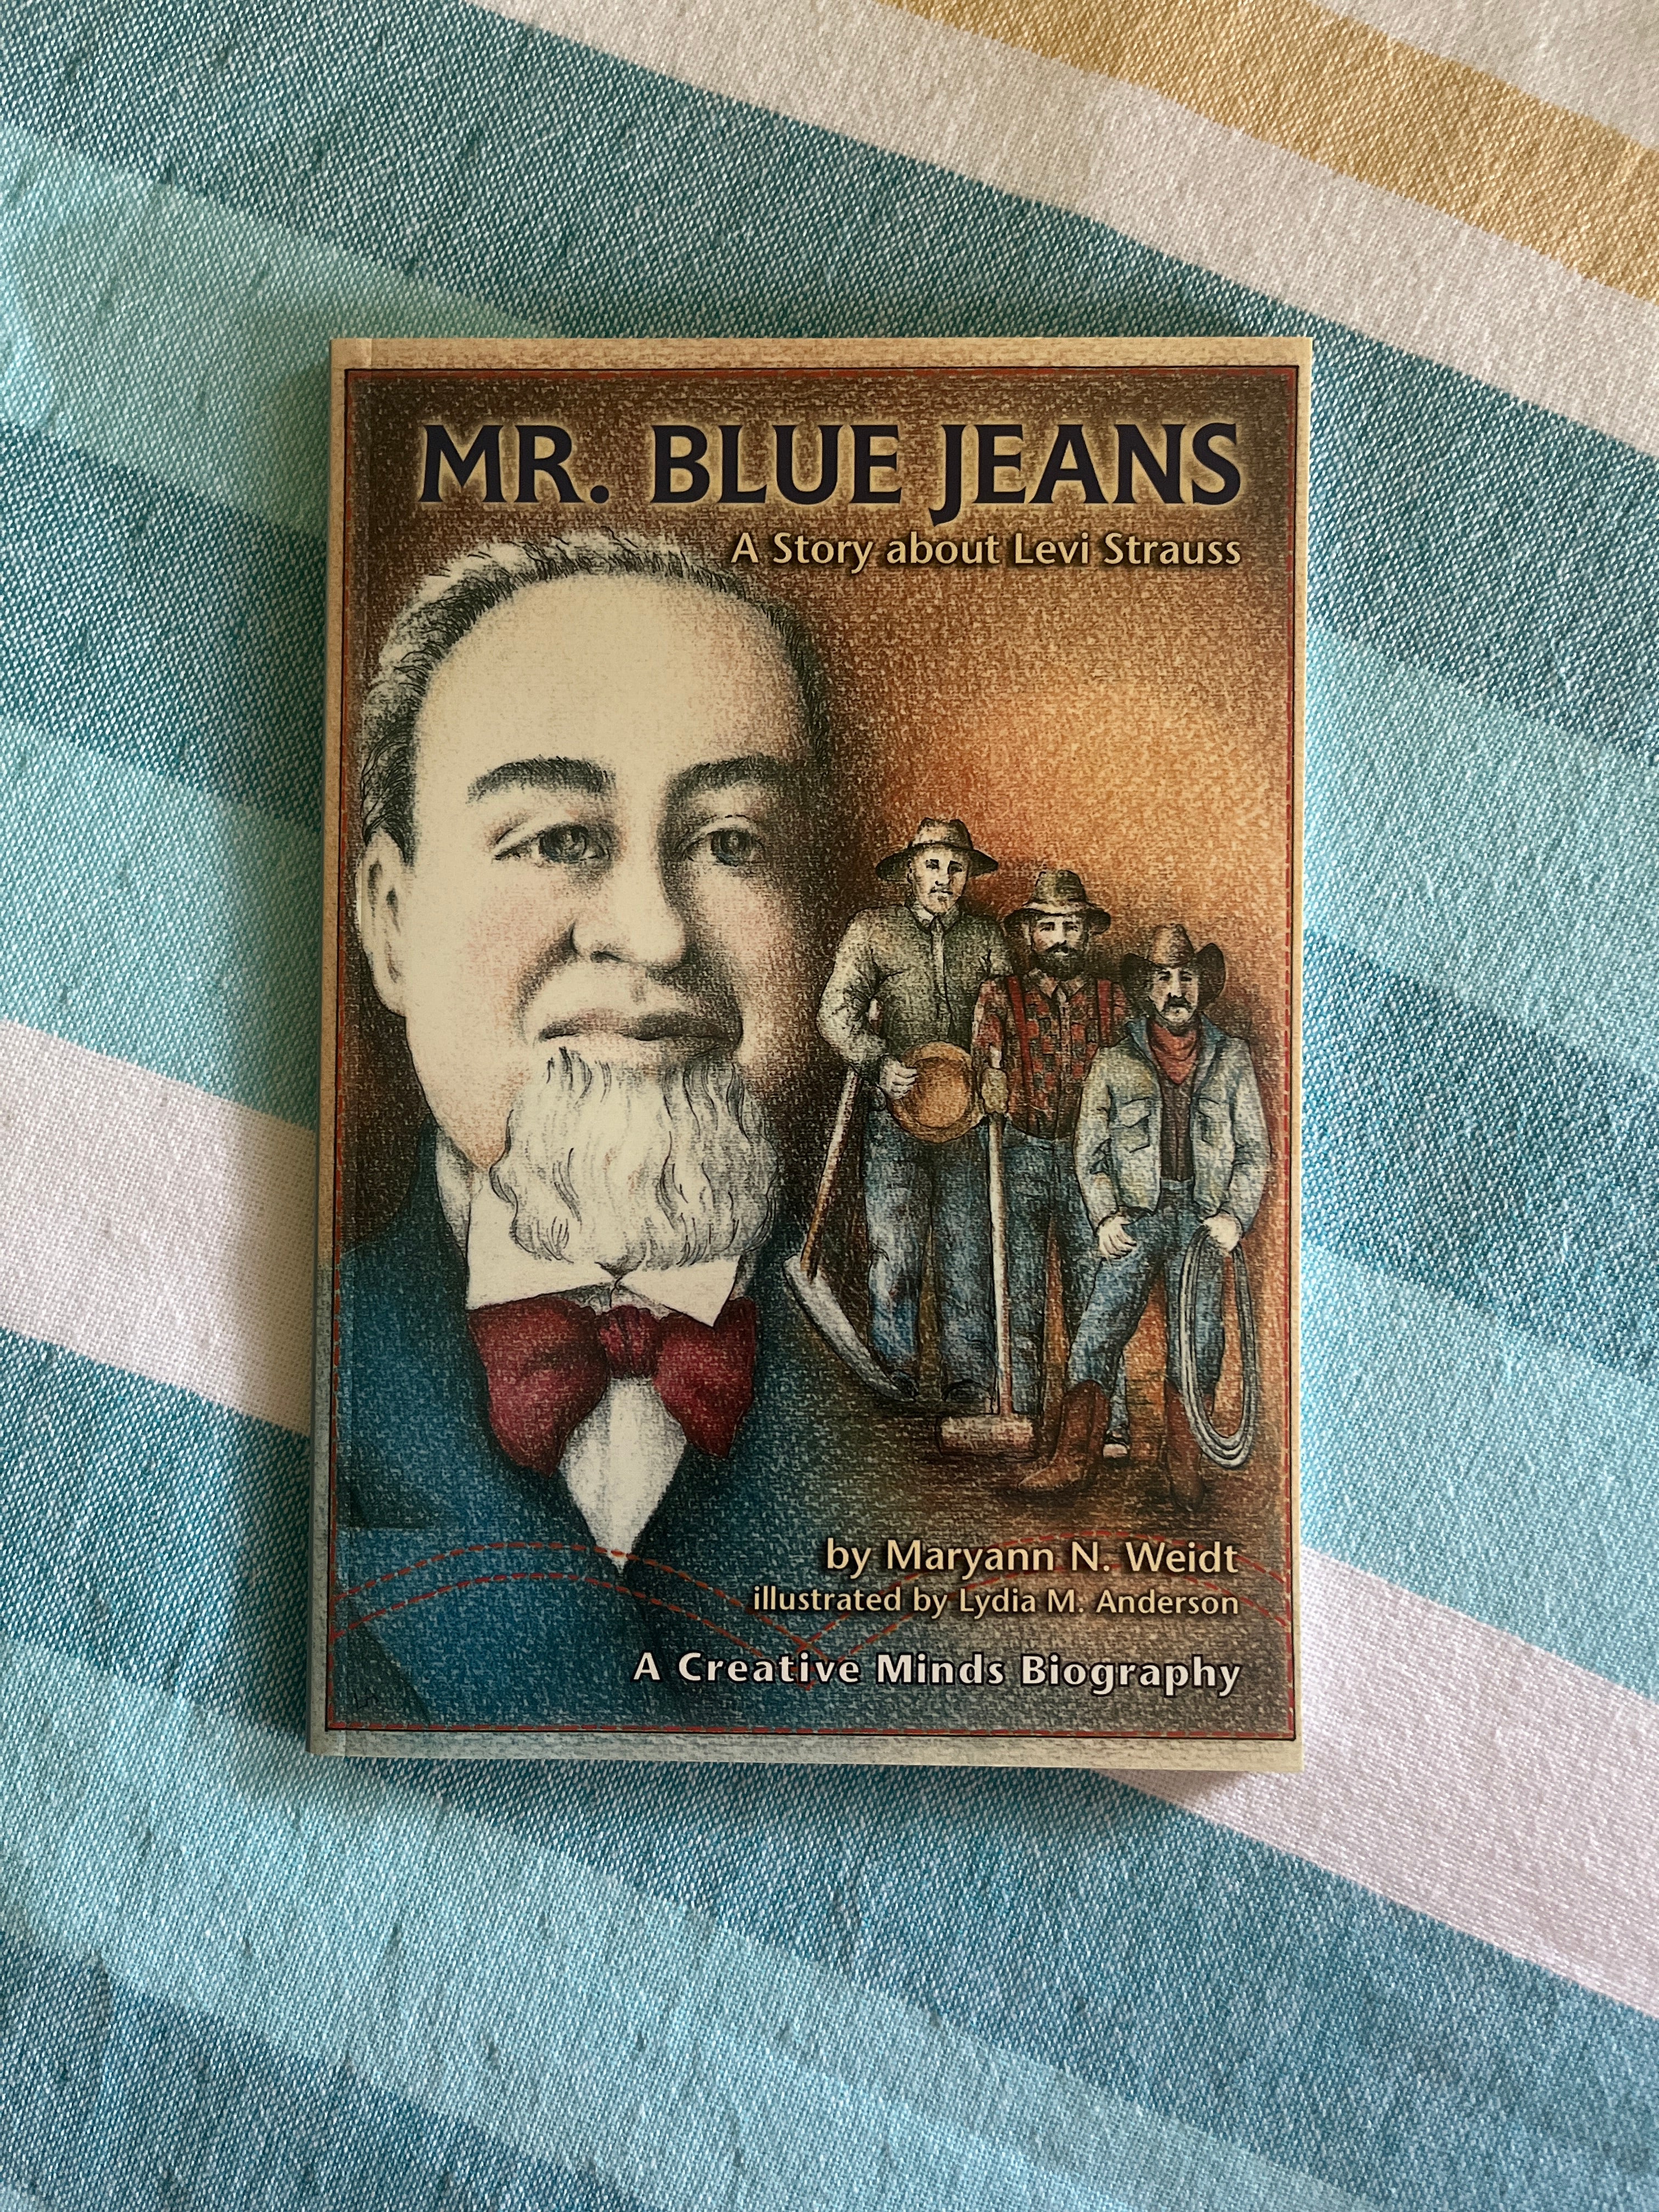 MR. BLUE JEANS
A Story about Levi Strauss
by Maryann N. Weidt
illustrated by Lydia M. Anderson
A Creative Minds Biography